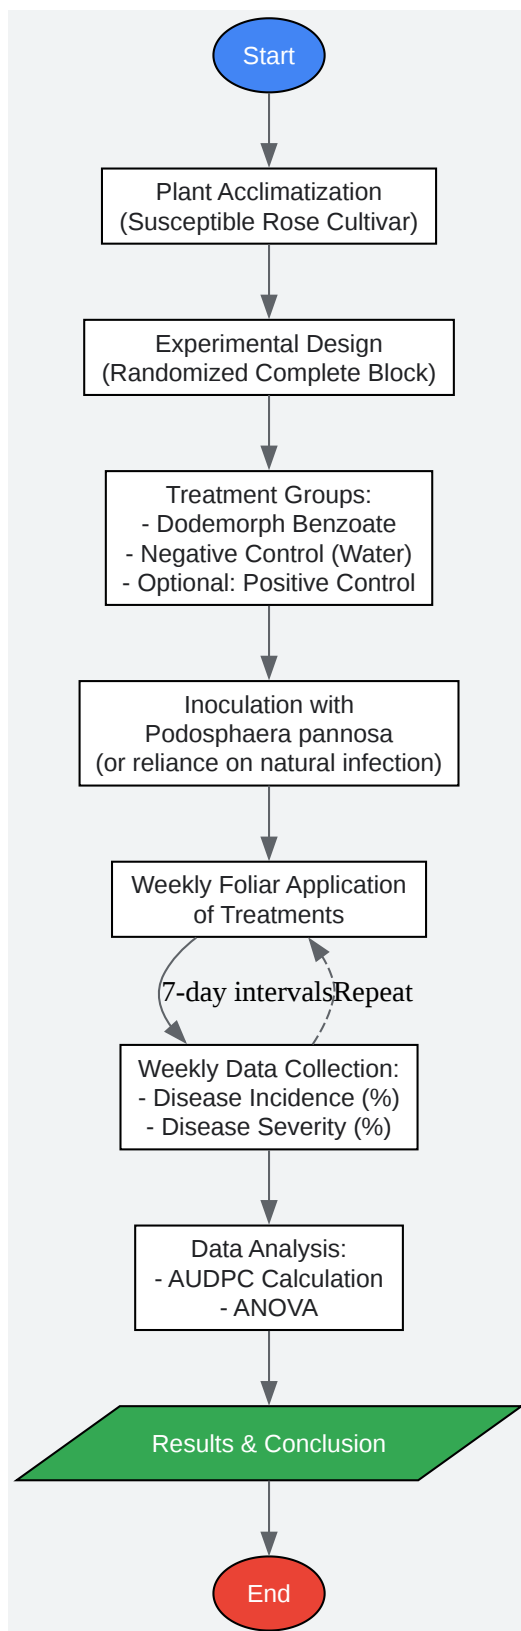 Start
Plant Acclimatization
(Susceptible Rose Cultivar)
Experimental Design
(Randomized Complete Block)
Treatment Groups:
- Dodemorph Benzoate
- Negative Control (Water)
- Optional: Positive Control
Inoculation with
Podosphaera pannosa
(or reliance on natural infection)
Weekly Foliar Application
of Treatments
7-day intervals
Repeat
Weekly Data Collection:
- Disease Incidence (%)
- Disease Severity (%)
Data Analysis:
- AUDPC Calculation
- ANOVA
Results & Conclusion
End